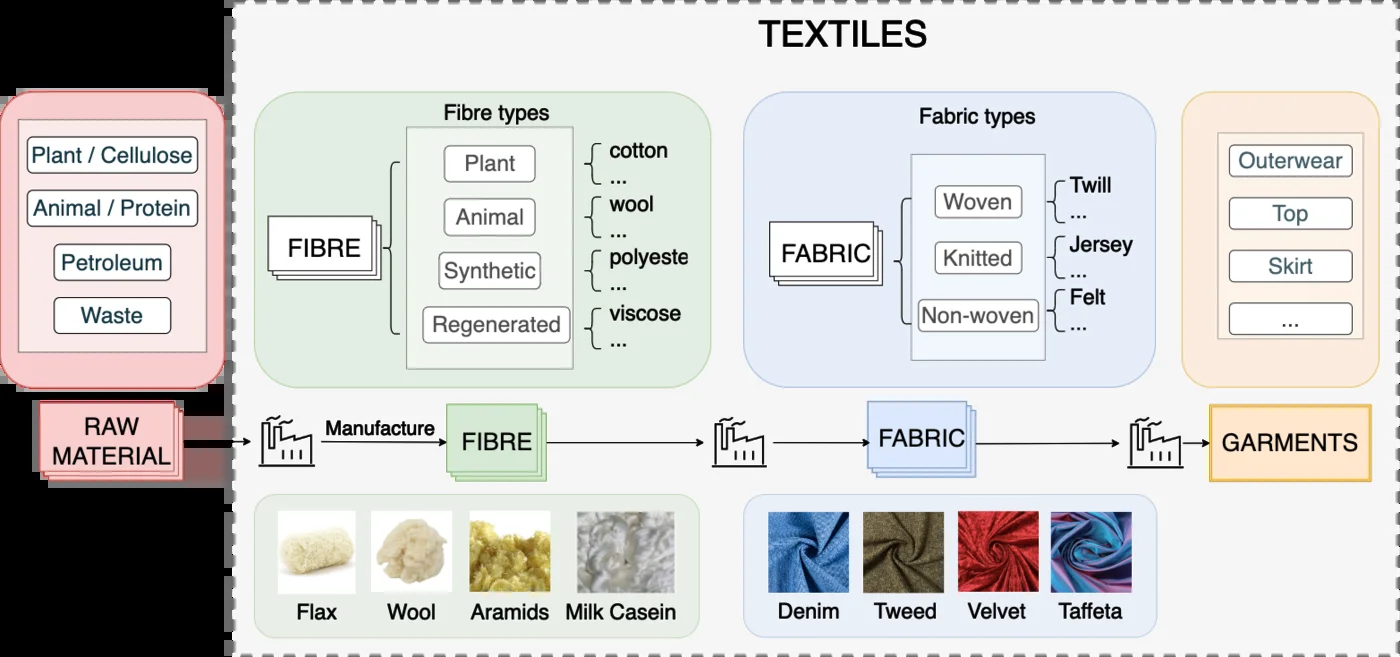 TEXTILES
Plant / Cellulose
Animal / Protein
Petroleum
Waste
Fibre types
FIBRE
Plant
cotton
...
Animal
wool
...
Synthetic
polyeste
...
Regenerated
viscose
...
Fabric types
FABRIC
Woven
Twill
...
Knitted
Jersey
...
Non-woven
Felt
...
Outerwear
Top
Skirt
...
RAW
MATERIAL
Manufacture
FIBRE
FABRIC
GARMENTS
Flax
Wool
Aramids
Milk Casein
Denim
Tweed
Velvet
Taffeta